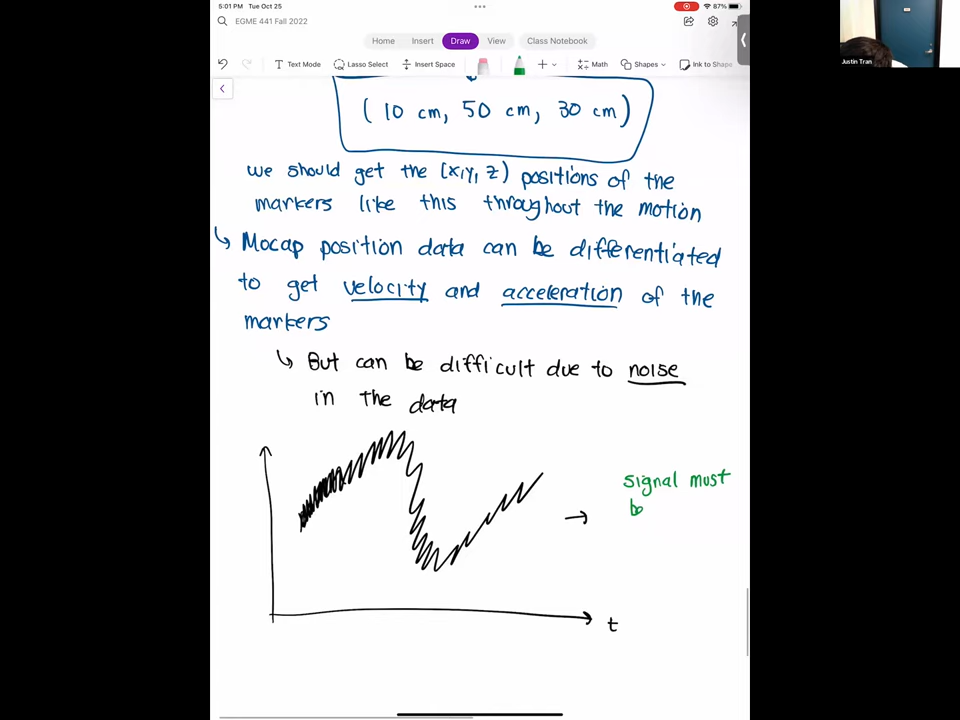 5:01 PM Tue Oct 25
87%
EGME 441 Fall 2022
Home Insert Draw View Class Notebook
Text Mode Lasso Select Insert Space Math Shapes Ink to Shape
Justin Tran
( 10 cm, 50 cm, 30 cm )
we should get the (x,y, z) positions of the
markers like this throughout the motion
Mocap position data can be differentiated
to get velocity and acceleration of the
markers
But can be difficult due to noise
in the data
signal must
be
t